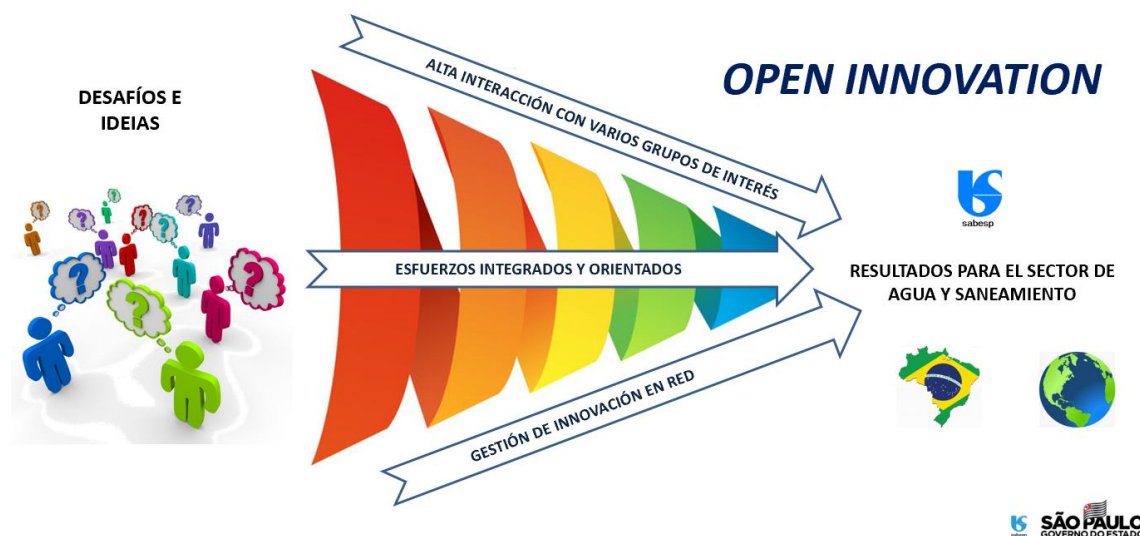 OPEN INNOVATION
DESAFÍOS E
IDEIAS
?
?
?
?
?
?
?
?
?
?
ALTA INTERACCIÓN CON VARIOS GRUPOS DE INTERÉS
ESFUERZOS INTEGRADOS Y ORIENTADOS
GESTIÓN DE INNOVACIÓN EN RED
sabesp
RESULTADOS PARA EL SECTOR DE
AGUA Y SANEAMIENTO
sabesp
SÃO PAULO
GOVERNO DO ESTADO